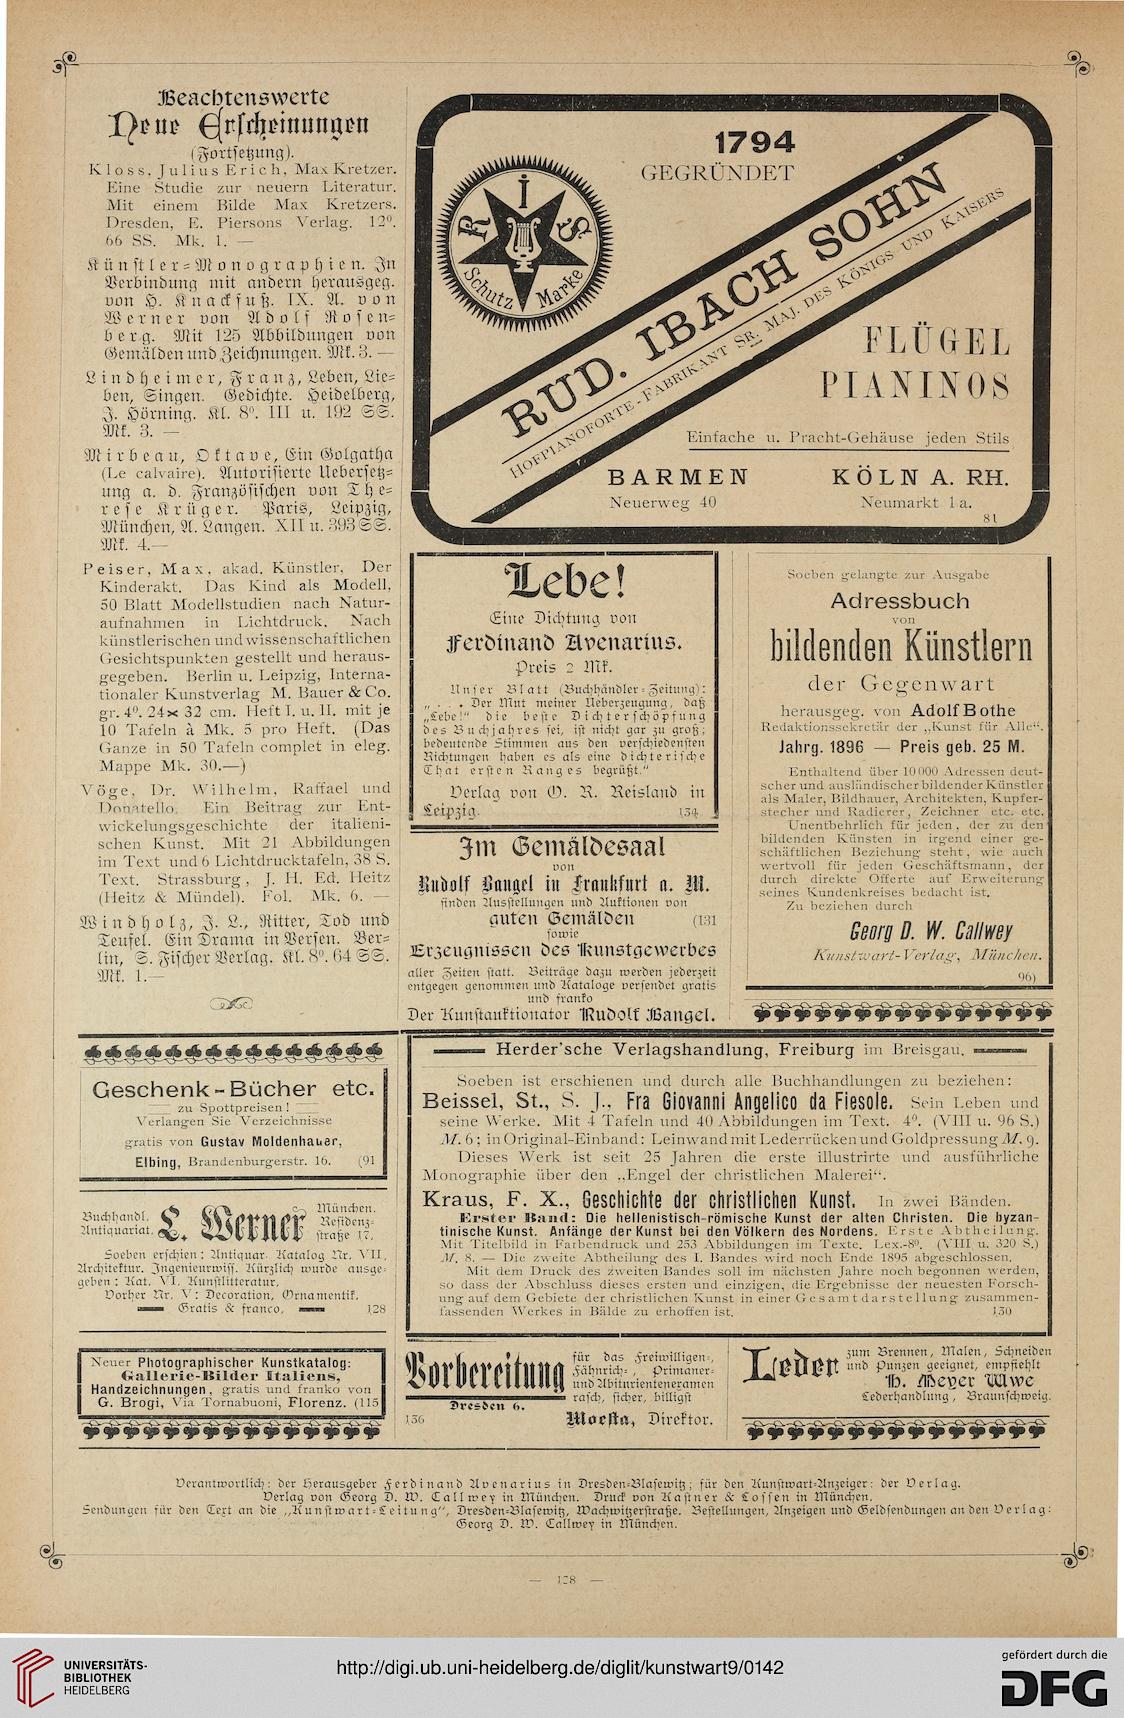 Beachtenswerte
Neue Erscheinungen
(Fortsetzung).
Kloss, Julius Erich, Max Kretzer.
Eine Studie zur neuern Literatur.
Mit einem Bilde Max Kretzers.
Dresden, E. Piersons Verlag. 12⁰.
66 SS. Mk. 1. —
Künstler-Monographien. In
Verbindung mit andern herausgeg.
von H. Knackfuß. IX. A. von
Werner von Adolf Rosen-
berg. Mit 125 Abbildungen von
Gemälden und Zeichnungen. Mk. 3. —
Lindheimer, Franz, Leben, Lie-
ben, Singen. Gedichte. Heidelberg,
J. Hörning. Kl. 8⁰. III u. 192 SS.
Mk. 3. —
Mirbeau, Oktave, Ein Golgatha
(Le calvaire). Autorisierte Uebersetz-
ung a. d. Französischen von The-
rese Krüger. Paris, Leipzig,
München, A. Langen. XII u. 393 SS.
Mk. 4.—
Peiser, Max, akad. Künstler, Der
Kinderakt. Das Kind als Modell,
50 Blatt Modellstudien nach Natur-
aufnahmen in Lichtdruck. Nach
künstlerischen und wissenschaftlichen
Gesichtspunkten gestellt und heraus-
gegeben. Berlin u. Leipzig, Interna-
tionaler Kunstverlag M. Bauer & Co.
gr. 4⁰. 24 × 32 cm. Heft I. u. II. mit je
10 Tafeln à Mk. 5 pro Heft. (Das
Ganze in 50 Tafeln complet in eleg.
Mappe Mk. 30.—)
Vöge, Dr. Wilhelm, Raffael und
Donatello. Ein Beitrag zur Ent-
wickelungsgeschichte der italieni-
schen Kunst. Mit 21 Abbildungen
im Text und 6 Lichtdrucktafeln, 38 S.
Text. Strassburg, J. H. Ed. Heitz
(Heitz & Mündel). Fol. Mk. 6. —
Windholz, J. L., Ritter, Tod und
Teufel. Ein Drama in Versen. Ber-
lin, S. Fischer Verlag. Kl. 8⁰. 64 SS.
Mk. 1.—
1794
GEGRÜNDET
IRIS
Schutz Marke
RUD. IBACH SOHN
HOFPIANOFORTE-FABRIKANT SR. MAJ. DES KÖNIGS UND KAISERS
FLÜGEL
PIANINOS
Einfache u. Pracht-Gehäuse jeden Stils
BARMEN KÖLN A. RH.
Neuerweg 40 Neumarkt 1a.
81
Lebe!
Eine Dichtung von
Ferdinand Avenarius.
Preis 2 Mk.
Unser Blatt (Buchhändler-Zeitung):
„. . . Der Mut meiner Ueberzeugung, daß
„Lebe!“ die beste Dichterschöpfung
des Buchjahres sei, ist nicht gar zu groß;
bedeutende Stimmen aus den verschiedensten
Richtungen haben es als eine dichterische
That ersten Ranges begrüßt.“
Verlag von O. R. Reisland in
Leipzig. 134
Im Gemäldesaal
von
Rudolf Bangel in Frankfurt a. M.
finden Ausstellungen und Auktionen von
guten Gemälden (131
sowie
Erzeugnissen des Kunstgewerbes
aller Zeiten statt. Beiträge dazu werden jederzeit
entgegen genommen und Kataloge versendet gratis
und franko
Der Kunstauktionator Rudolf Bangel.
Soeben gelangte zur Ausgabe
Adressbuch
von
bildenden Künstlern
der Gegenwart
herausgeg. von Adolf Bothe
Redaktionssekretär der „Kunst für Alle“.
Jahrg. 1896 — Preis geb. 25 M.
Enthaltend über 10000 Adressen deut-
scher und ausländischer bildender Künstler
als Maler, Bildhauer, Architekten, Kupfer-
stecher und Radierer, Zeichner etc. etc.
Unentbehrlich für jeden, der zu den
bildenden Künsten in irgend einer ge-
schäftlichen Beziehung steht, wie auch
wertvoll für jeden Geschäftsmann, der
durch direkte Offerte auf Erweiterung
seines Kundenkreises bedacht ist.
Zu beziehen durch
Georg D. W. Callwey
Kunstwart-Verlag, München.
96)
Geschenk-Bücher etc.
zu Spottpreisen!
Verlangen Sie Verzeichnisse
gratis von Gustav Moldenhauer,
Elbing, Brandenburgerstr. 16. (91
Buchhandl.
Antiquariat.
L. Werner
München.
Residenz-
straße 17.
Soeben erschien: Antiquar. Katalog Nr. VII,
Architektur. Ingenieurwiss. Kürzlich wurde ausge-
geben: Kat. VI. Kunstlitteratur.
Vorher Nr. V: Decoration, Ornamentik.
Gratis & franco. 128
Neuer Photographischer Kunstkatalog:
Gallerie-Bilder Italiens,
Handzeichnungen, gratis und franko von
G. Brogi, Via Tornabuoni, Florenz. (115
Herder'sche Verlagshandlung, Freiburg im Breisgau.
Soeben ist erschienen und durch alle Buchhandlungen zu beziehen:
Beissel, St., S. J., Fra Giovanni Angelico da Fiesole. Sein Leben und
seine Werke. Mit 4 Tafeln und 40 Abbildungen im Text. 4⁰. (VIII u. 96 S.)
M. 6; in Original-Einband: Leinwand mit Lederrücken und Goldpressung M. 9.
Dieses Werk ist seit 25 Jahren die erste illustrirte und ausführliche
Monographie über den „Engel der christlichen Malerei“.
Kraus, F. X., Geschichte der christlichen Kunst. In zwei Bänden.
Erster Band: Die hellenistisch-römische Kunst der alten Christen. Die byzan-
tinische Kunst. Anfänge der Kunst bei den Völkern des Nordens. Erste Abtheilung.
Mit Titelbild in Farbendruck und 253 Abbildungen im Texte. Lex.-8⁰. (VIII u. 320 S.)
M. 8. — Die zweite Abtheilung des I. Bandes wird noch Ende 1895 abgeschlossen.
Mit dem Druck des zweiten Bandes soll im nächsten Jahre noch begonnen werden,
so dass der Abschluss dieses ersten und einzigen, die Ergebnisse der neuesten Forsch-
ung auf dem Gebiete der christlichen Kunst in einer Gesamtdarstellung zusammen-
fassenden Werkes in Bälde zu erhoffen ist. 130
Vorbereitung
für das Freiwilligen-,
Fähnrich-, Primaner-
und Abiturientenexamen
rasch, sicher, billigst
Dresden 6.
136 Moesta, Direktor.
Leder
zum Brennen, Malen, Schneiden
und Punzen geeignet, empfiehlt
H. Meyer Wwe
Lederhandlung, Braunschweig.
Verantwortlich: der Herausgeber Ferdinand Avenarius in Dresden-Blasewitz; für den Kunstwart-Anzeiger: der Verlag.
Verlag von Georg D. W. Callwey in München. Druck von Kastner & Lossen in München.
Sendungen für den Text an die „Kunstwart-Leitung“, Dresden-Blasewitz, Wachwitzerstraße. Bestellungen, Anzeigen und Geldsendungen an den Verlag:
Georg D. W. Callwey in München.
— 128 —
UNIVERSITÄTS-
BIBLIOTHEK
HEIDELBERG
http://digi.ub.uni-heidelberg.de/diglit/kunstwart9/0142
gefördert durch die
DFG